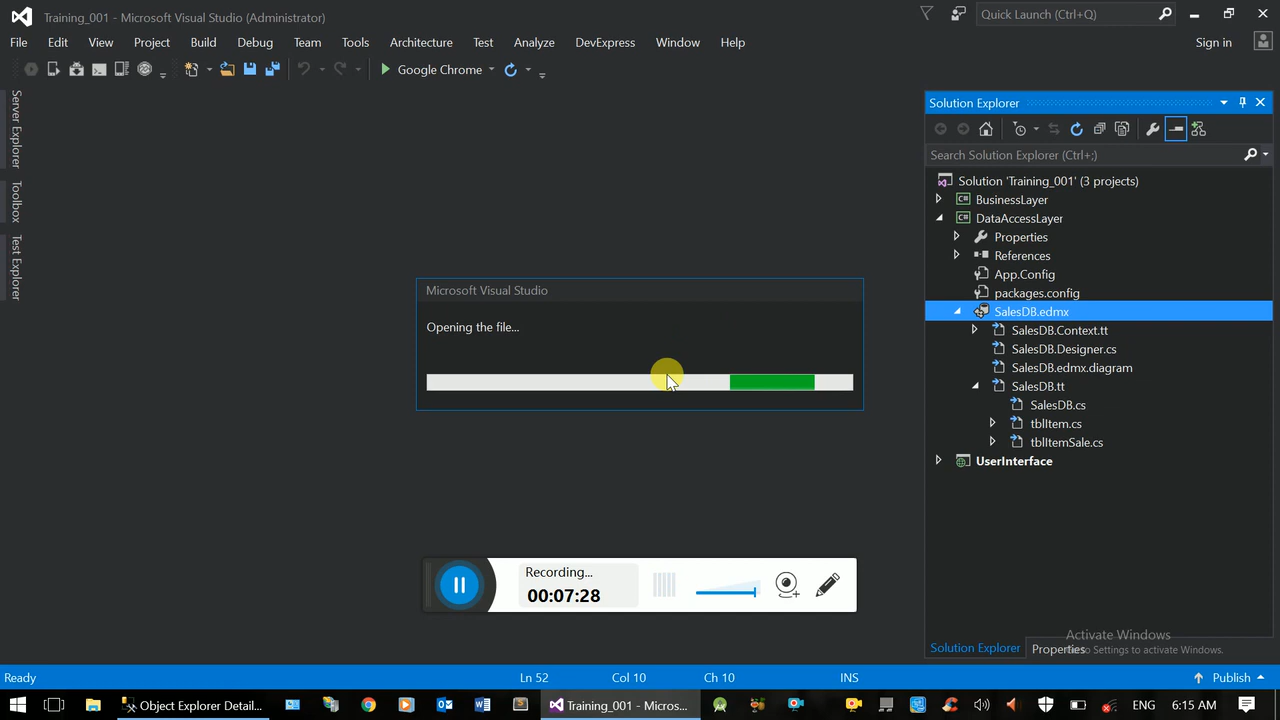 Training_001 - Microsoft Visual Studio (Administrator)
Quick Launch (Ctrl+Q)
File Edit View Project Build Debug Team Tools Architecture Test Analyze DevExpress Window Help
Sign in
Google Chrome
Server Explorer
Toolbox
Test Explorer
Solution Explorer
Search Solution Explorer (Ctrl+;)
Solution 'Training_001' (3 projects)
C# BusinessLayer
C# DataAccessLayer
Properties
References
App.Config
packages.config
SalesDB.edmx
SalesDB.Context.tt
SalesDB.Designer.cs
SalesDB.edmx.diagram
SalesDB.tt
SalesDB.cs
tblItem.cs
tblItemSale.cs
UserInterface
Microsoft Visual Studio
Opening the file...
Recording...
00:07:28
Activate Windows
to Settings to activate Windows.
Solution Explorer
Properties
Ready
Ln 52
Col 10
Ch 10
INS
Publish
Object Explorer Detail...
Training_001 - Micros...
ENG
6:15 AM